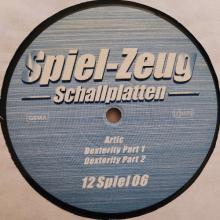 Spiel-Zeug
Schallplatten
GEMA
Artic
Dexterity Part 1
Dexterity Part 2
12 Spiel 06